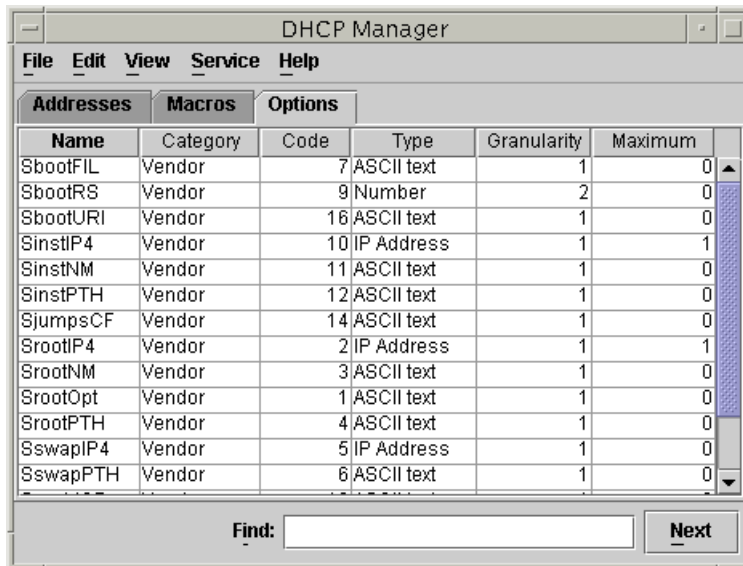 DHCP Manager
File Edit View Service Help
Addresses Macros Options
Name Category Code Type Granularity Maximum
SbootFIL Vendor 7 ASCII text 1 0
SbootRS Vendor 9 Number 2 0
SbootURI Vendor 16 ASCII text 1 0
SinstIP4 Vendor 10 IP Address 1 1
SinstNM Vendor 11 ASCII text 1 0
SinstPTH Vendor 12 ASCII text 1 0
SjumpsCF Vendor 14 ASCII text 1 0
SrootIP4 Vendor 2 IP Address 1 1
SrootNM Vendor 3 ASCII text 1 0
SrootOpt Vendor 1 ASCII text 1 0
SrootPTH Vendor 4 ASCII text 1 0
SswapIP4 Vendor 5 IP Address 1 0
SswapPTH Vendor 6 ASCII text 1 0
Find: Next